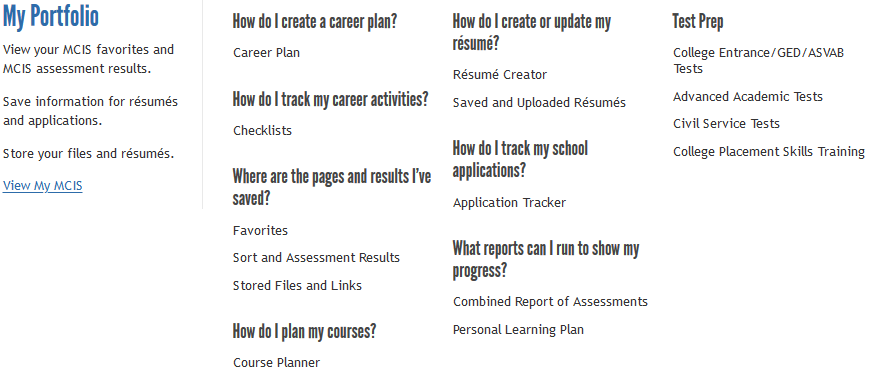 My Portfolio
View your MCIS favorites and
MCIS assessment results.
Save information for résumés
and applications.
Store your files and résumés.
View My MCIS
How do I create a career plan?
Career Plan
How do I track my career activities?
Checklists
Where are the pages and results I've
saved?
Favorites
Sort and Assessment Results
Stored Files and Links
How do I plan my courses?
Course Planner
How do I create or update my
résumé?
Résumé Creator
Saved and Uploaded Résumés
How do I track my school
applications?
Application Tracker
What reports can I run to show my
progress?
Combined Report of Assessments
Personal Learning Plan
Test Prep
College Entrance/GED/ASVAB
Tests
Advanced Academic Tests
Civil Service Tests
College Placement Skills Training